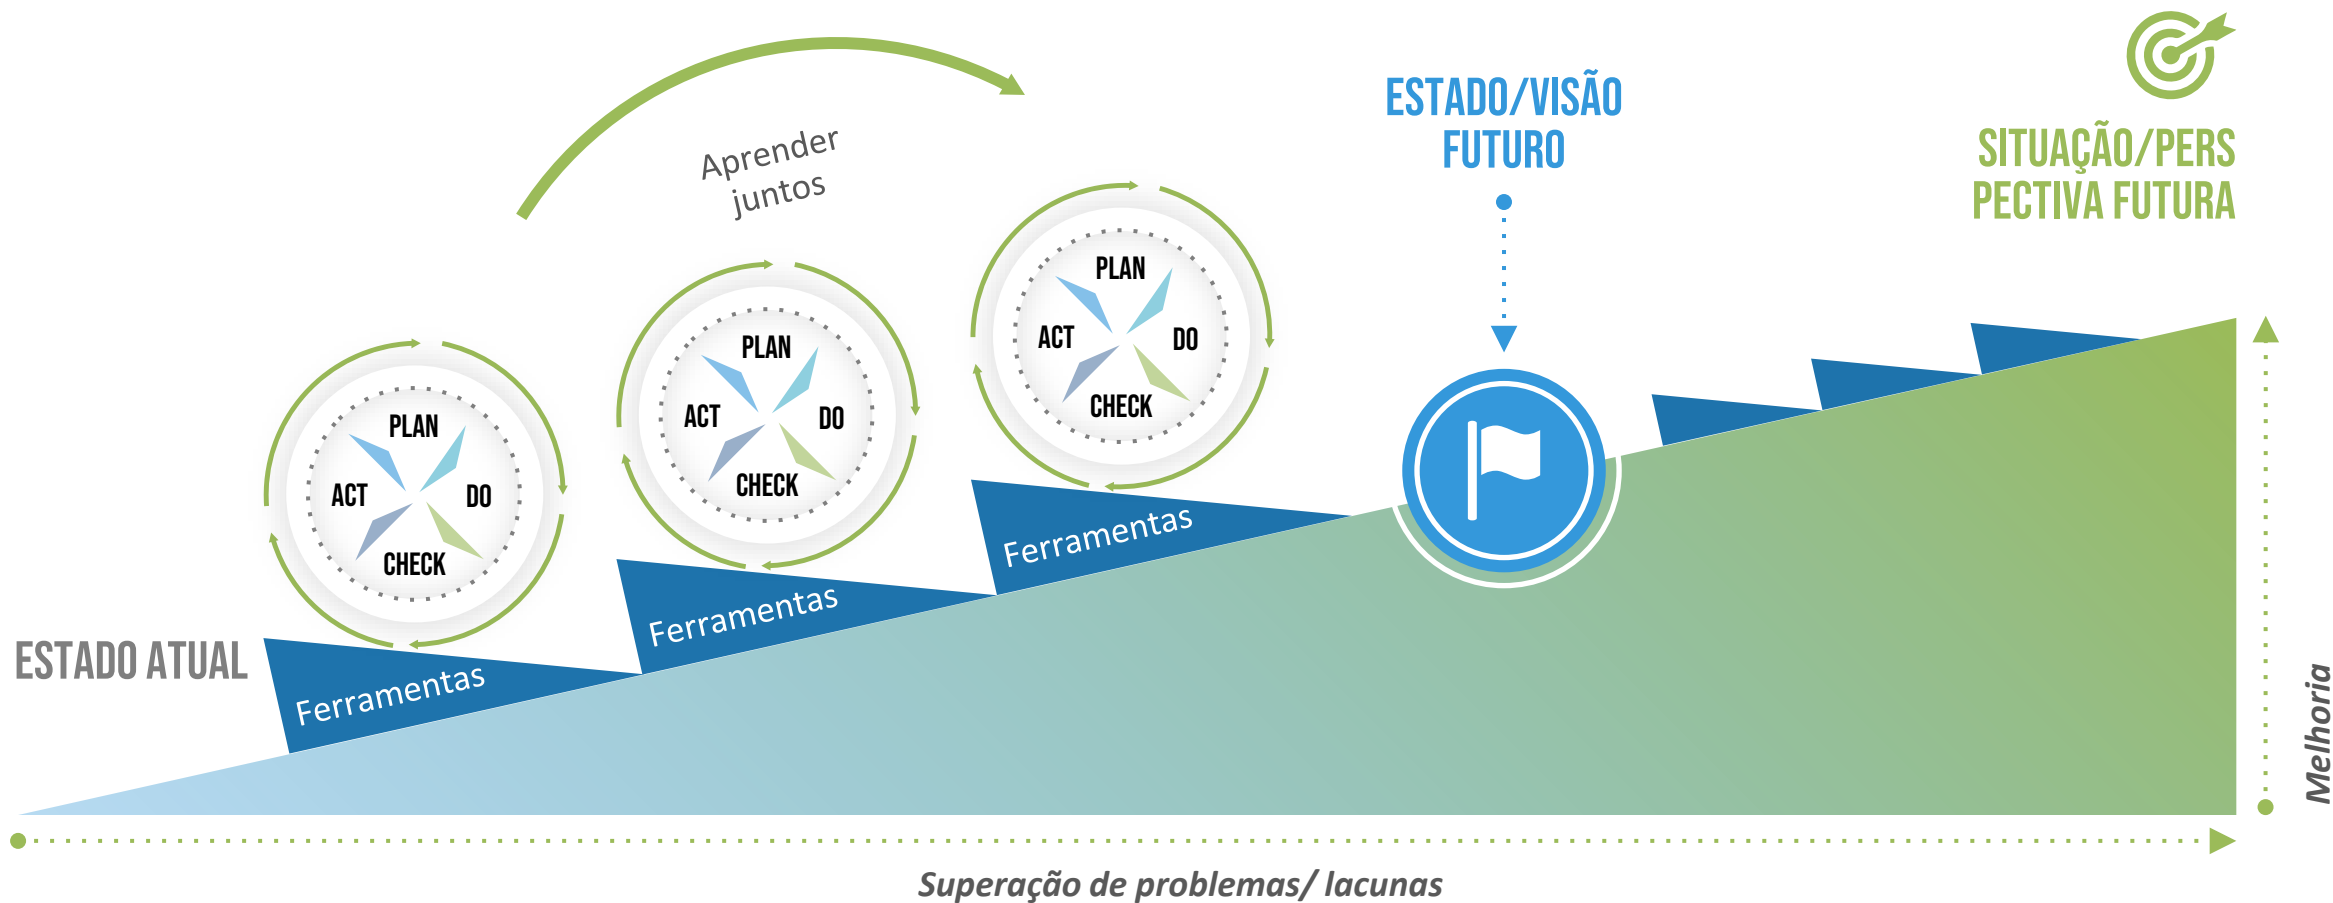 Aprender
juntos
ESTADO/VISÃO
FUTURO
SITUAÇÃO/PERS
PECTIVA FUTURA
PLAN
ACT
DO
CHECK
PLAN
ACT
DO
CHECK
PLAN
ACT
DO
CHECK
ESTADO ATUAL
Ferramentas
Ferramentas
Ferramentas
Melhoria
Superação de problemas/ lacunas